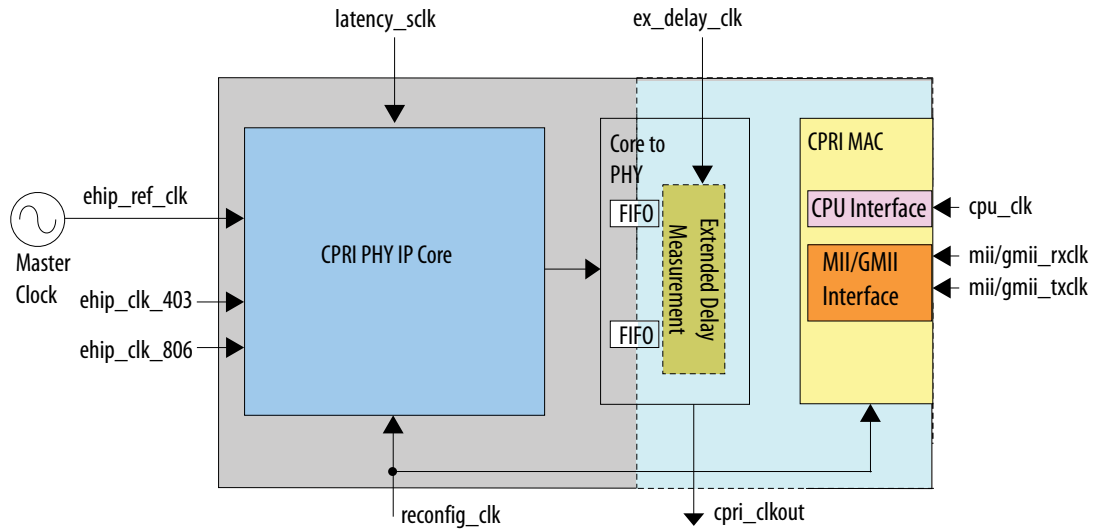 latency_sclk
ex_delay_clk
ehip_ref_clk
Master
Clock
ehip_clk_403
ehip_clk_806
CPRI PHY IP Core
Core to
PHY
FIFO
FIFO
Extended Delay
Measurement
CPRI MAC
CPU Interface
MII/GMII
Interface
cpu_clk
mii/gmii_rxclk
mii/gmii_txclk
reconfig_clk
cpri_clkout